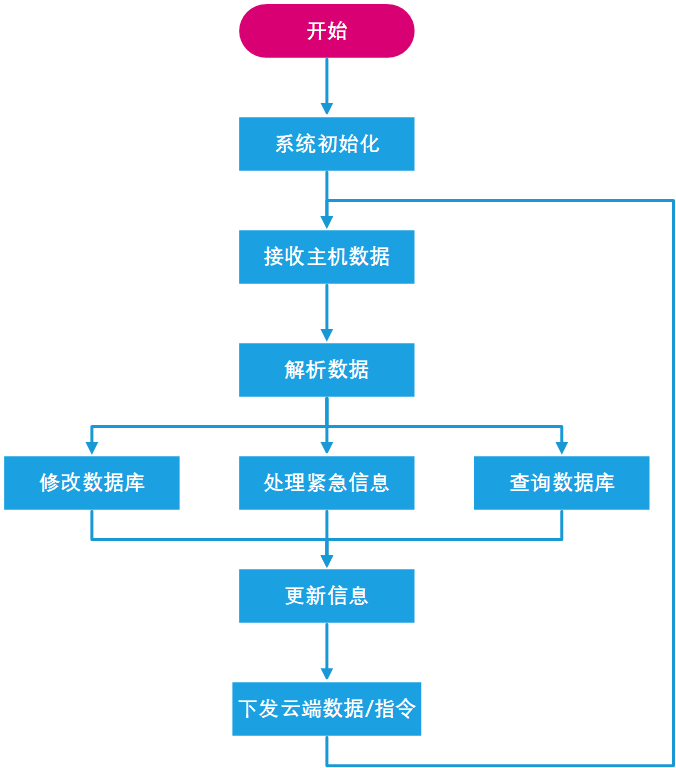 开始
系统初始化
接收主机数据
解析数据
修改数据库
处理紧急信息
查询数据库
更新信息
下发云端数据/指令